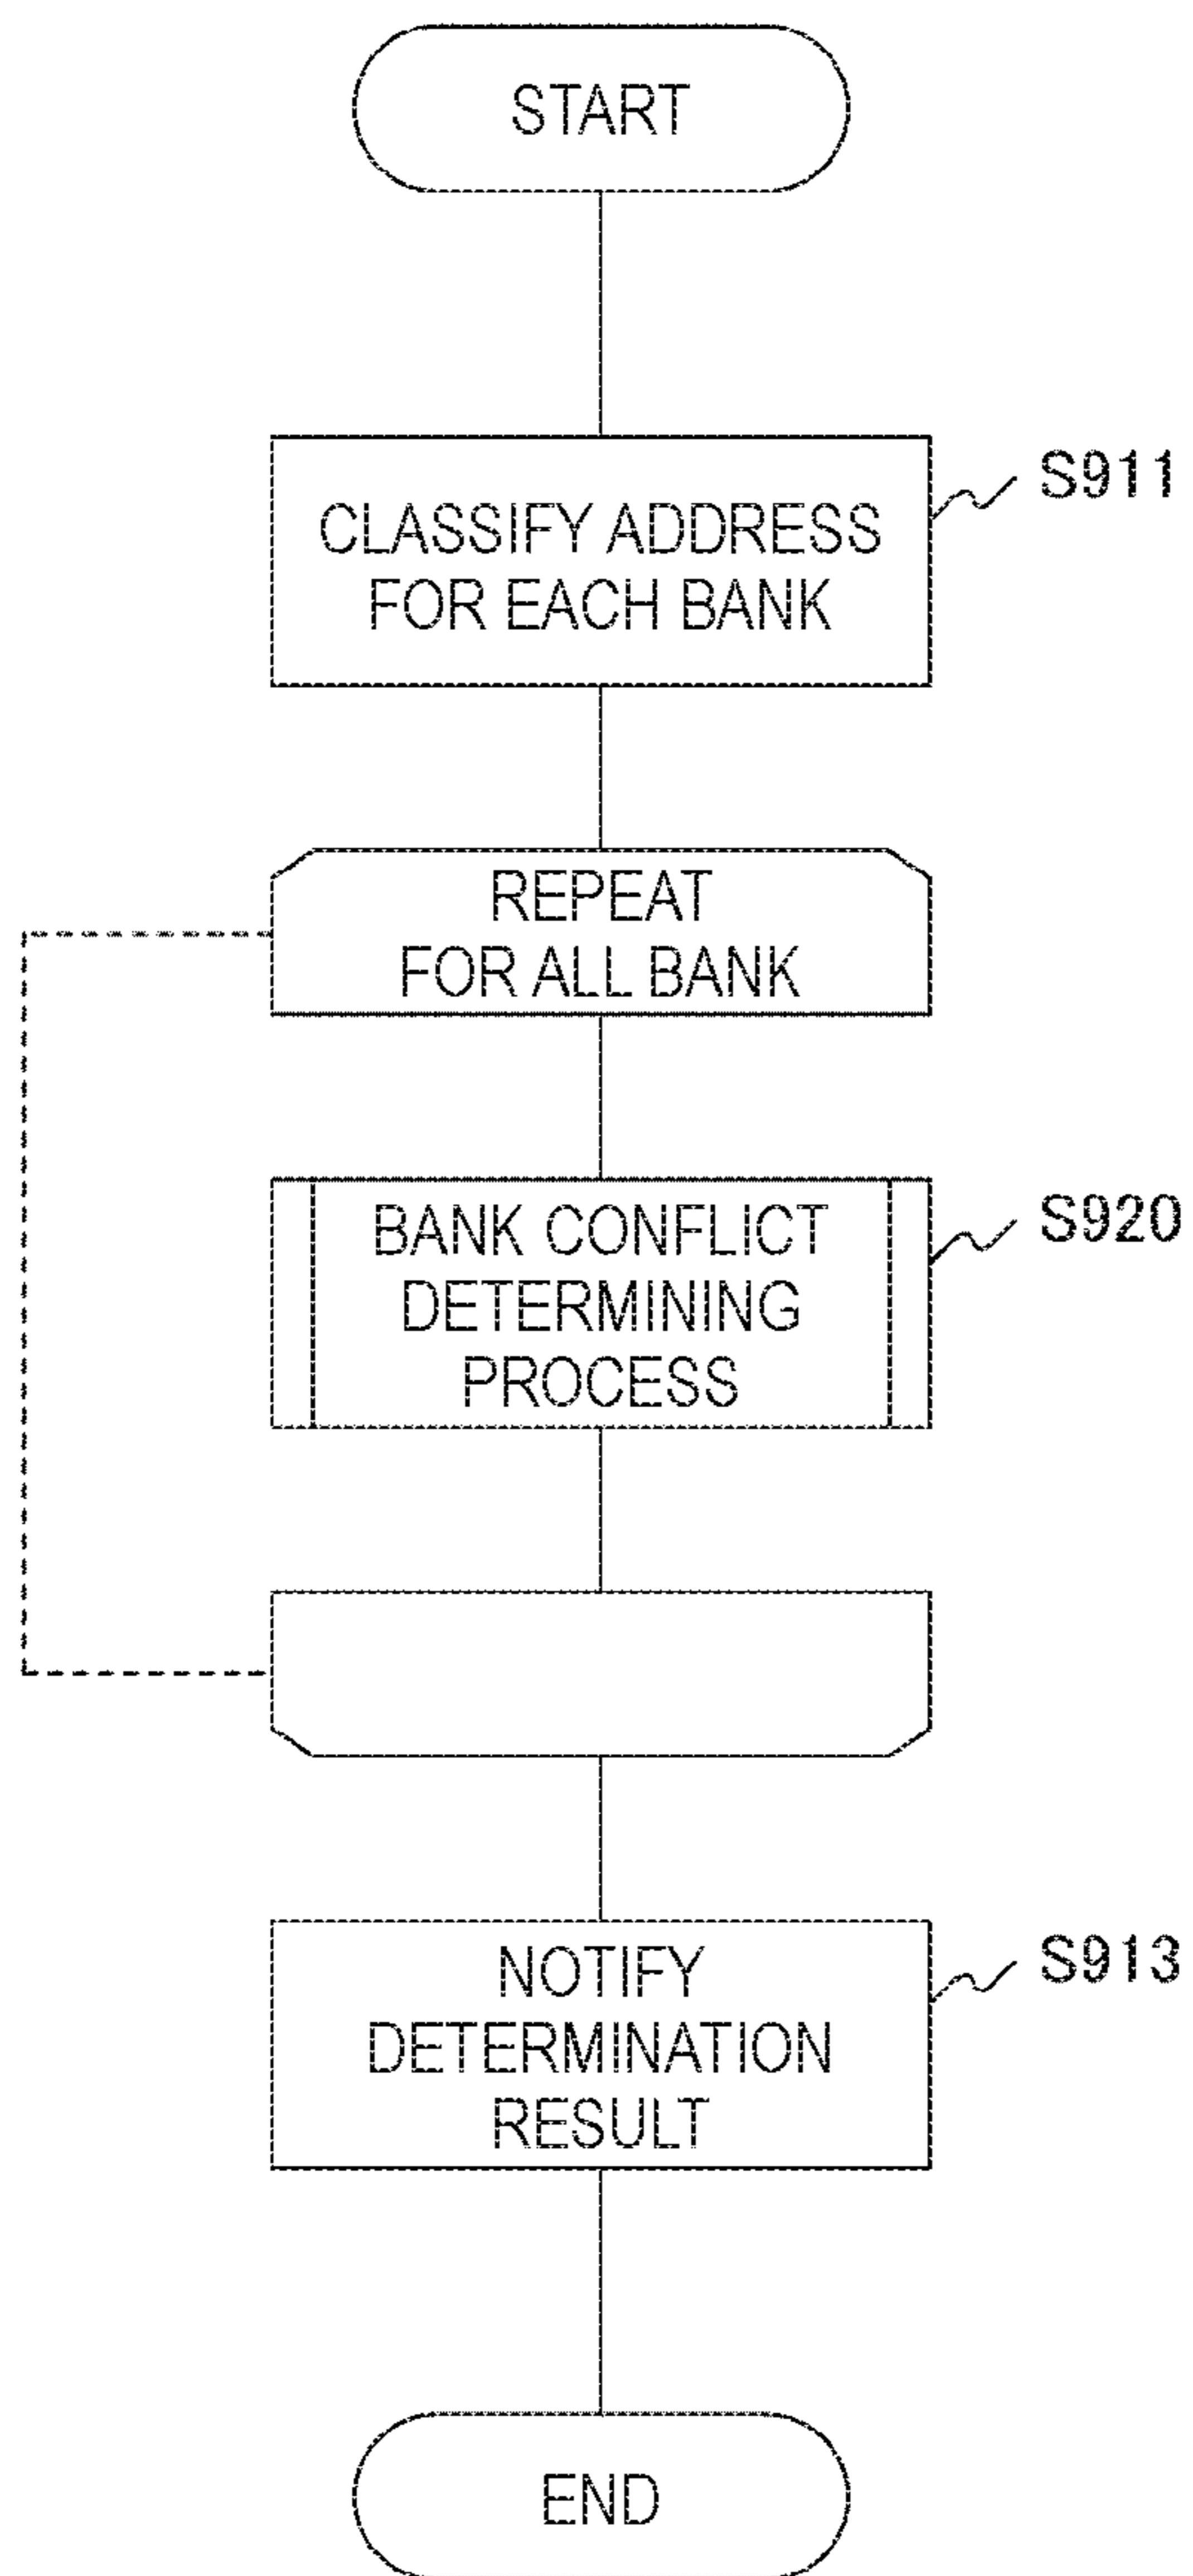 START
CLASSIFY ADDRESS
FOR EACH BANK
S911
REPEAT
FOR ALL BANK
BANK CONFLICT
DETERMINING
PROCESS
S920
NOTIFY
DETERMINATION
RESULT
S913
END